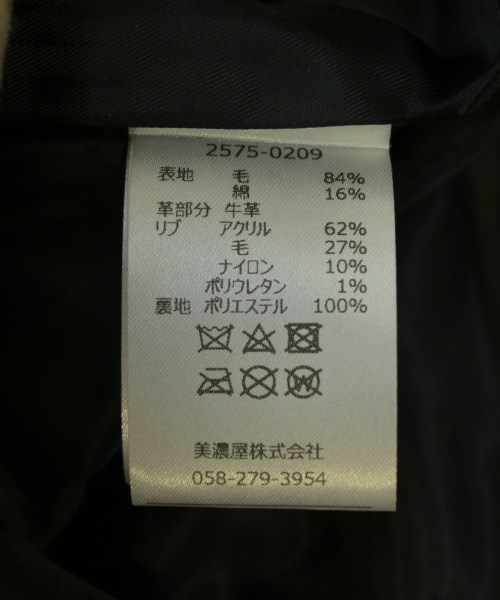 2575-0209
表地 毛 84%
綿 16%
革部分 牛革
リブ アクリル 62%
毛 27%
ナイロン 10%
ポリウレタン 1%
裏地 ポリエステル 100%
W
美濃屋株式会社
058-279-3954